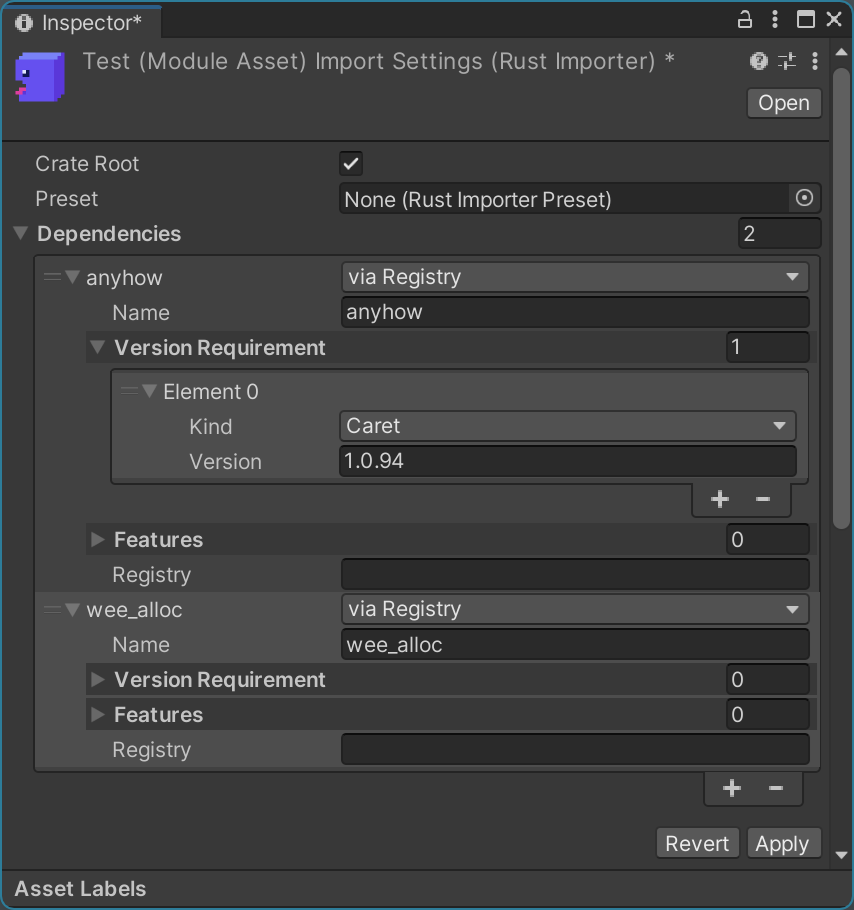 Inspector*
Test (Module Asset) Import Settings (Rust Importer) *
Open
Crate Root
Preset None (Rust Importer Preset)
Dependencies 2
anyhow via Registry
Name anyhow
Version Requirement 1
Element 0
Kind Caret
Version 1.0.94
Features 0
Registry
wee_alloc via Registry
Name wee_alloc
Version Requirement 0
Features 0
Registry
Revert Apply
Asset Labels